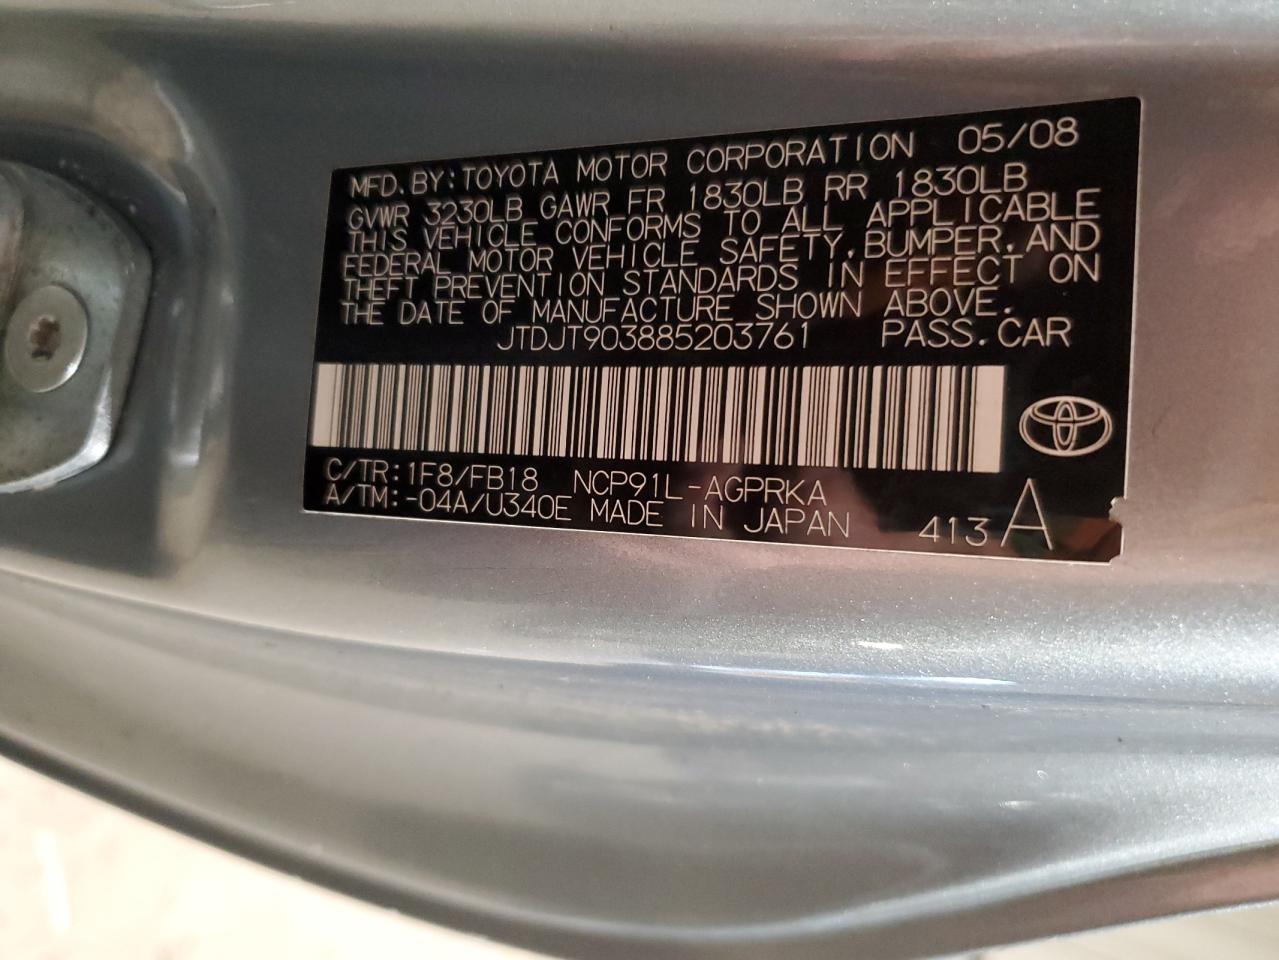 MFD.BY:TOYOTA MOTOR CORPORATION 05/08
GVWR 3230LB GAWR FR 1830LB RR 1830LB
THIS VEHICLE CONFORMS TO ALL APPLICABLE
FEDERAL MOTOR VEHICLE SAFETY,BUMPER,AND
THEFT PREVENTION STANDARDS IN EFFECT ON
THE DATE OF MANUFACTURE SHOWN ABOVE.
JTDJT903885203761 PASS.CAR
C/TR:1F8/FB18 NCP91L-AGPRKA
A/TM:-04A/U340E MADE IN JAPAN 413 A